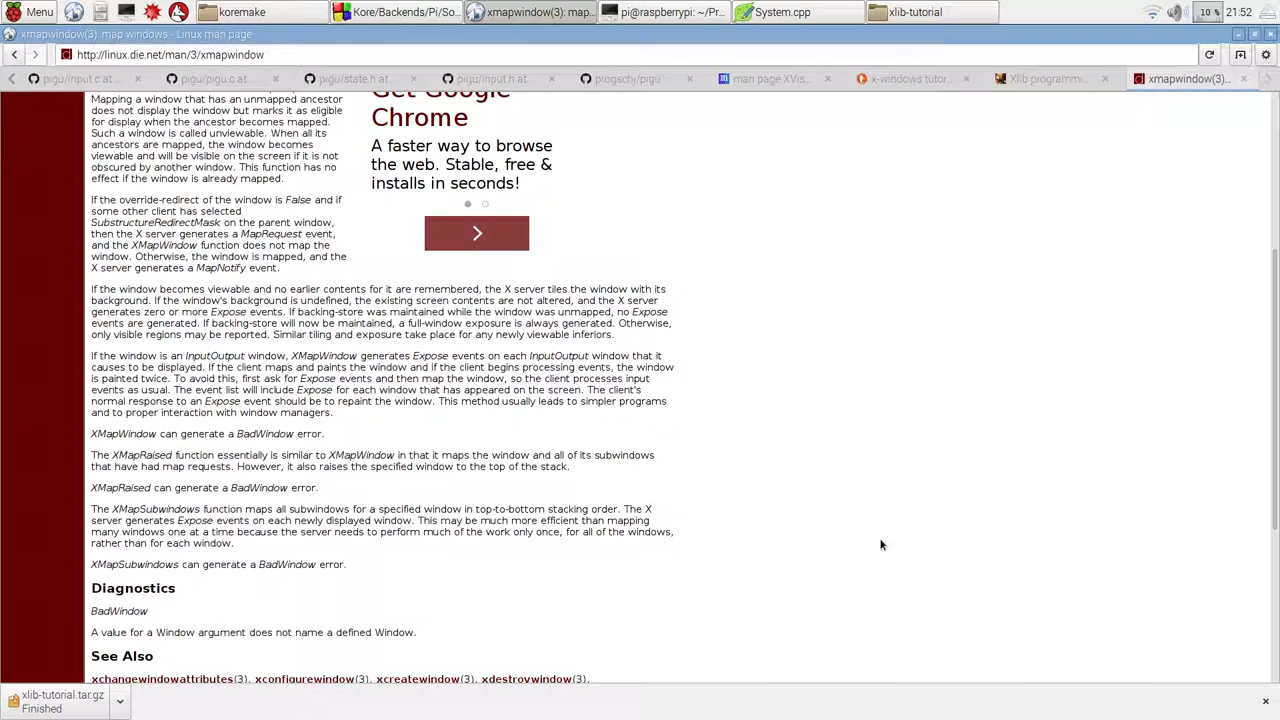 Menu
koremake
Kore/Backends/Pi/So...
xmapwindow(3): map...
pi@raspberrypi: ~/Pr...
System.cpp
xlib-tutorial
10 %
21:52
xmapwindow(3): map windows - Linux man page
http://linux.die.net/man/3/xmapwindow
pigu/input.c at ...
pigu/pigu.c at ...
pigu/state.h at ...
pigu/input.h at ...
progschj/pigu
man page XVis...
x-windows tutor...
Xlib programmi...
xmapwindow(3)...
Mapping a window that has an unmapped ancestor
does not display the window but marks it as eligible
for display when the ancestor becomes mapped.
Such a window is called unviewable. When all its
ancestors are mapped, the window becomes
viewable and will be visible on the screen if it is not
obscured by another window. This function has no
effect if the window is already mapped.
Get Google
Chrome
A faster way to browse
the web. Stable, free &
installs in seconds!
If the override-redirect of the window is False and if
some other client has selected
SubstructureRedirectMask on the parent window,
then the X server generates a MapRequest event,
and the XMapWindow function does not map the
window. Otherwise, the window is mapped, and the
X server generates a MapNotify event.
If the window becomes viewable and no earlier contents for it are remembered, the X server tiles the window with its
background. If the window's background is undefined, the existing screen contents are not altered, and the X server
generates zero or more Expose events. If backing-store was maintained while the window was unmapped, no Expose
events are generated. If backing-store will now be maintained, a full-window exposure is always generated. Otherwise,
only visible regions may be reported. Similar tiling and exposure take place for any newly viewable inferiors.
If the window is an InputOutput window, XMapWindow generates Expose events on each InputOutput window that it
causes to be displayed. If the client maps and paints the window and if the client begins processing events, the window
is painted twice. To avoid this, first ask for Expose events and then map the window, so the client processes input
events as usual. The event list will include Expose for each window that has appeared on the screen. The client's
normal response to an Expose event should be to repaint the window. This method usually leads to simpler programs
and to proper interaction with window managers.
XMapWindow can generate a BadWindow error.
The XMapRaised function essentially is similar to XMapWindow in that it maps the window and all of its subwindows
that have had map requests. However, it also raises the specified window to the top of the stack.
XMapRaised can generate a BadWindow error.
The XMapSubwindows function maps all subwindows for a specified window in top-to-bottom stacking order. The X
server generates Expose events on each newly displayed window. This may be much more efficient than mapping
many windows one at a time because the server needs to perform much of the work only once, for all of the windows,
rather than for each window.
XMapSubwindows can generate a BadWindow error.
Diagnostics
BadWindow
A value for a Window argument does not name a defined Window.
See Also
xchangewindowattributes(3), xconfigurewindow(3), xcreatewindow(3), xdestroywindow(3),
xlib-tutorial.tar.gz
Finished